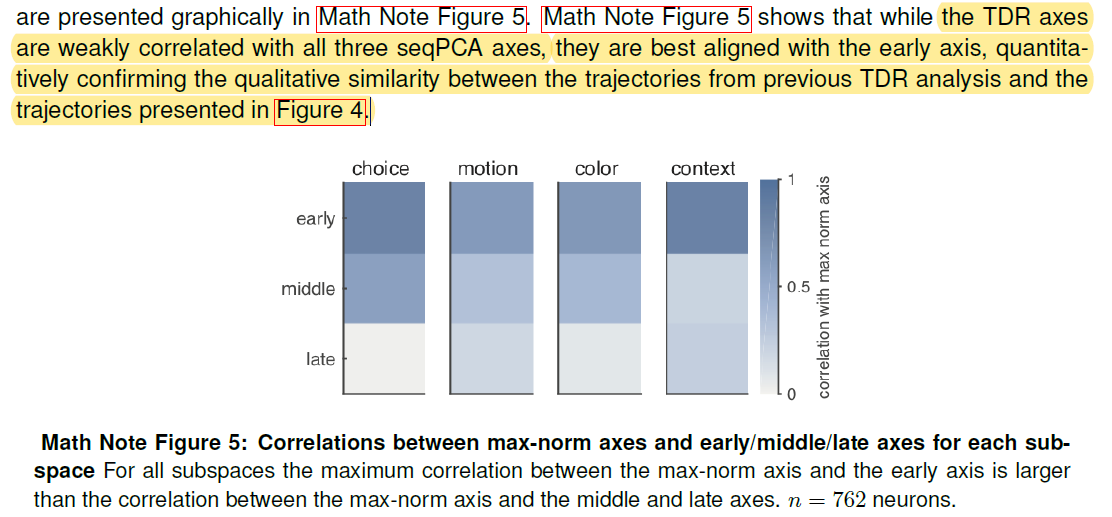 are presented graphically in Math Note Figure 5. Math Note Figure 5 shows that while the TDR axes
are weakly correlated with all three seqPCA axes, they are best aligned with the early axis, quantita-
tively confirming the qualitative similarity between the trajectories from previous TDR analysis and the
trajectories presented in Figure 4.
choice motion color context
early
middle
late
1
0.5
0
correlation with max norm axis
Math Note Figure 5: Correlations between max-norm axes and early/middle/late axes for each sub-
space For all subspaces the maximum correlation between the max-norm axis and the early axis is larger
than the correlation between the max-norm axis and the middle and late axes. n = 762 neurons.